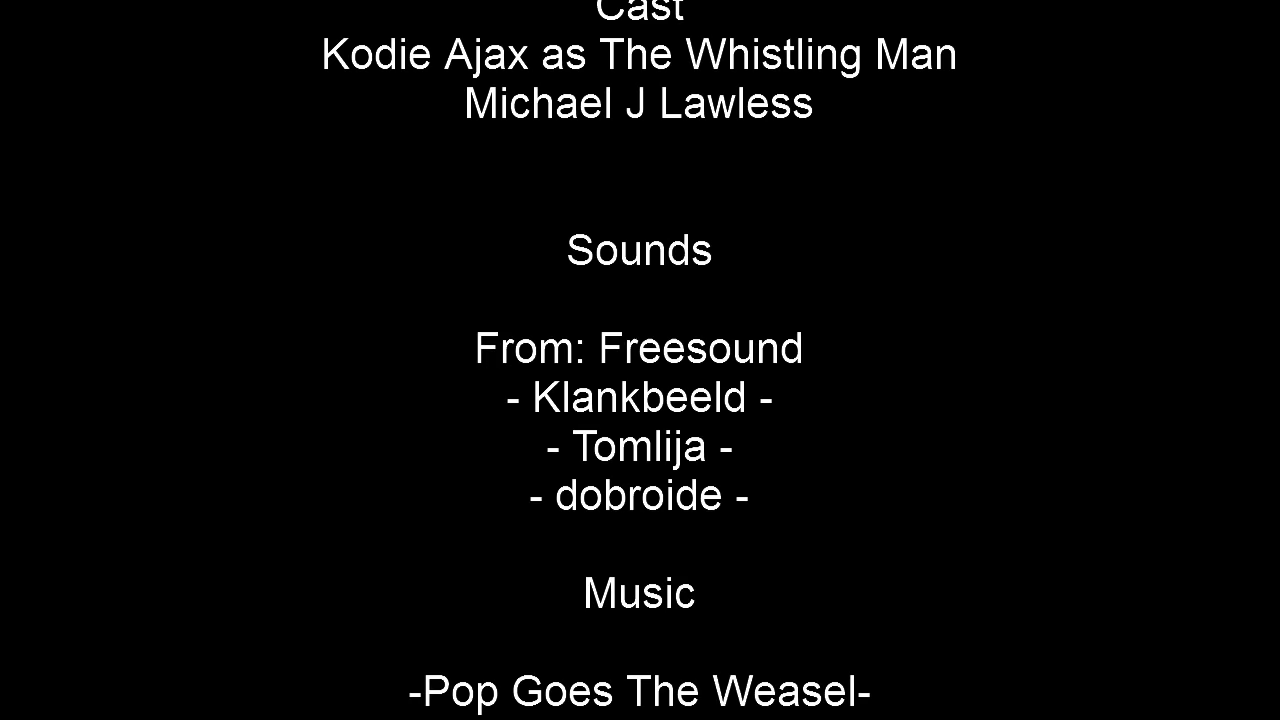 Cast
Kodie Ajax as The Whistling Man
Michael J Lawless
Sounds
From: Freesound
- Klankbeeld -
- Tomlija -
- dobroide -
Music
-Pop Goes The Weasel-